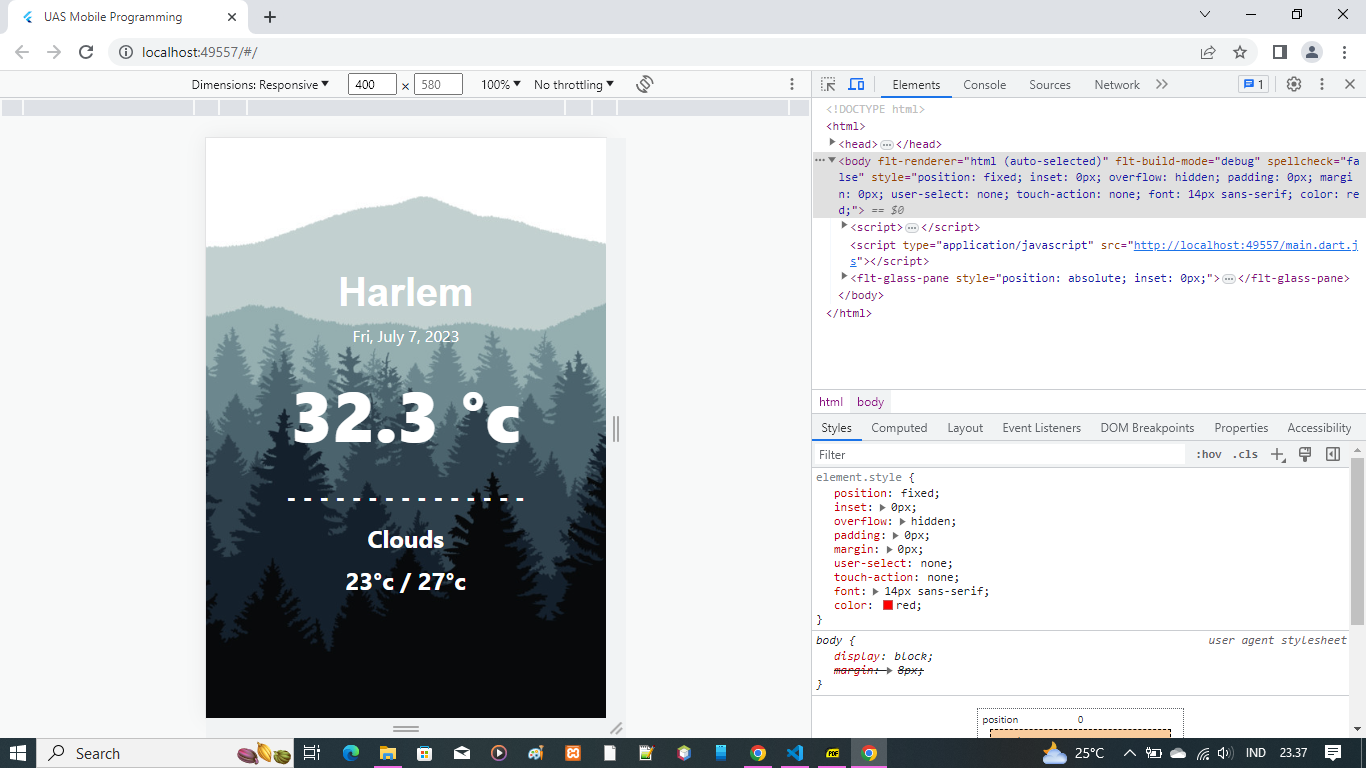 UAS Mobile Programming
localhost:49557/#/
Dimensions: Responsive
400
×
580
100%
No throttling
Elements
Console
Sources
Network
1
<!DOCTYPE html>
<html>
<head>
</head>
<body flt-renderer="html (auto-selected)" flt-build-mode="debug" spellcheck="fa
lse" style="position: fixed; inset: 0px; overflow: hidden; padding: 0px; margi
n: 0px; user-select: none; touch-action: none; font: 14px sans-serif; color: re
d;"> == $0
<script>
</script>
<script type="application/javascript" src="http://localhost:49557/main.dart.j
s"></script>
<flt-glass-pane style="position: absolute; inset: 0px;">
</flt-glass-pane>
</body>
</html>
html
body
Harlem
Fri, July 7, 2023
32.3 °c
- - - - - - - - - - - - - - -
Clouds
23°c / 27°c
Styles
Computed
Layout
Event Listeners
DOM Breakpoints
Properties
Accessibility
Filter
:hov
.cls
element.style {
position: fixed;
inset: 0px;
overflow: hidden;
padding: 0px;
margin: 0px;
user-select: none;
touch-action: none;
font: 14px sans-serif;
color: red;
}
body {
user agent stylesheet
display: block;
margin: 8px;
}
position
0
Search
PDF
25°C
IND
23.37